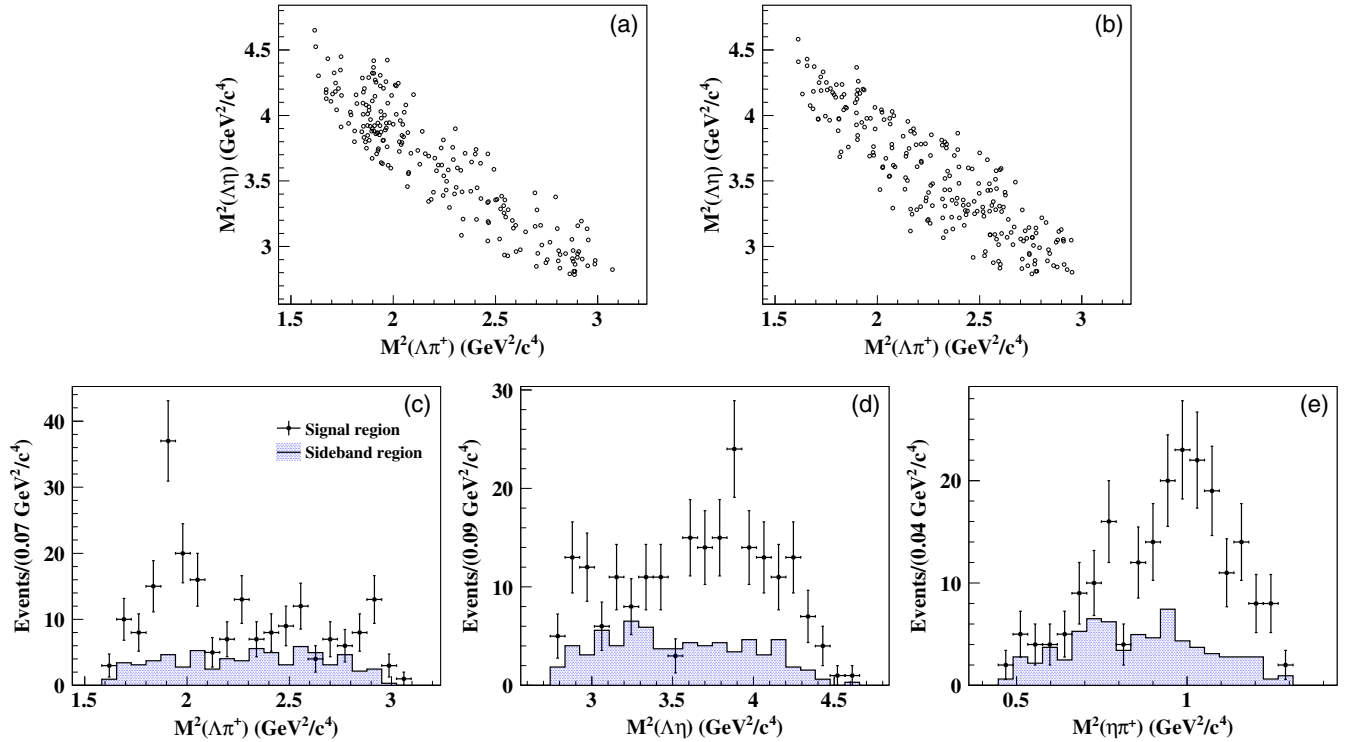 (a)
4.5
4
3.5
3
M²(Λη) (GeV²/c⁴)
1.5 2 2.5 3
M²(Λπ⁺) (GeV²/c⁴)
(b)
4.5
4
3.5
3
M²(Λη) (GeV²/c⁴)
1.5 2 2.5 3
M²(Λπ⁺) (GeV²/c⁴)
(c)
Signal region
Sideband region
40
30
20
10
0
Events/(0.07 GeV²/c⁴)
1 1.5 2 2.5 3
M²(Λπ⁺) (GeV²/c⁴)
(d)
30
20
10
0
Events/(0.09 GeV²/c⁴)
3 3.5 4 4.5
M²(Λη) (GeV²/c⁴)
(e)
20
10
0
Events/(0.04 GeV²/c⁴)
0.5 1
M²(ηπ⁺) (GeV²/c⁴)